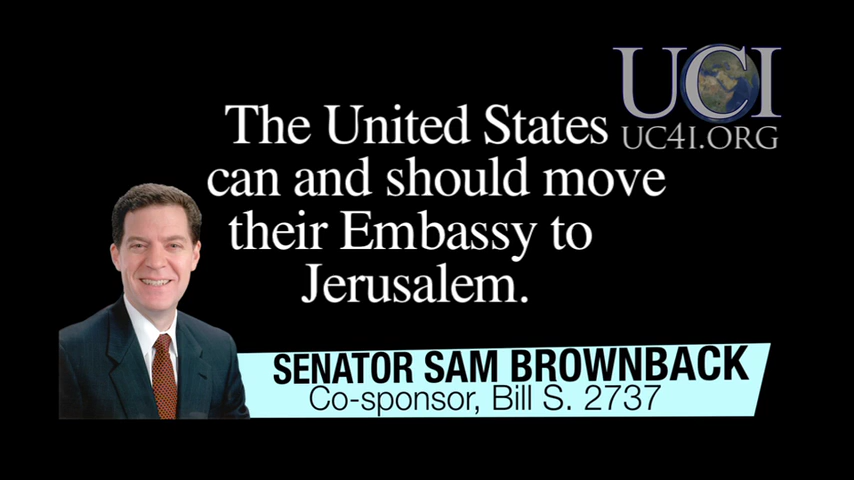 UCI
UC4I.ORG
The United States
can and should move
their Embassy to
Jerusalem.
SENATOR SAM BROWNBACK
Co-sponsor, Bill S. 2737